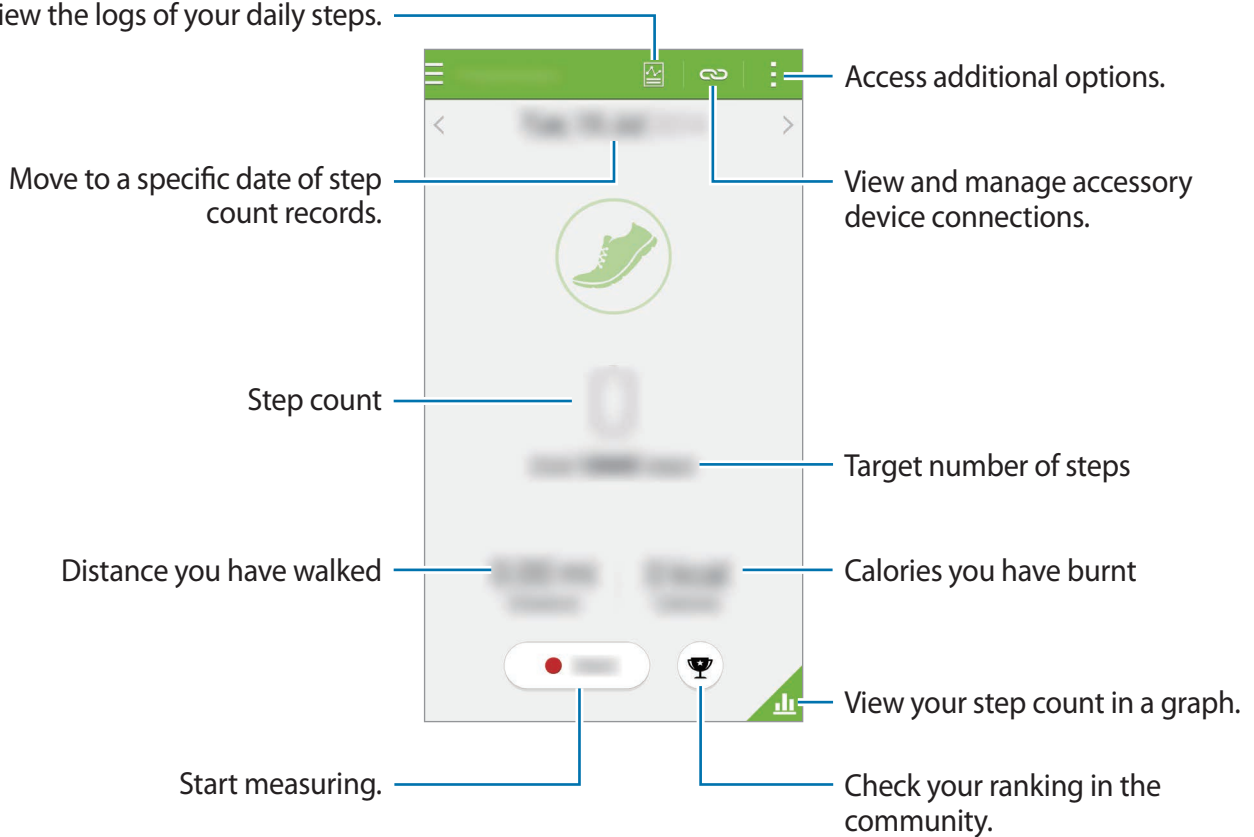 View the logs of your daily steps.
Access additional options.
Move to a specific date of step
count records.
View and manage accessory
device connections.
Step count
0
Target number of steps
Distance you have walked
Calories you have burnt
View your step count in a graph.
Start measuring.
Check your ranking in the
community.